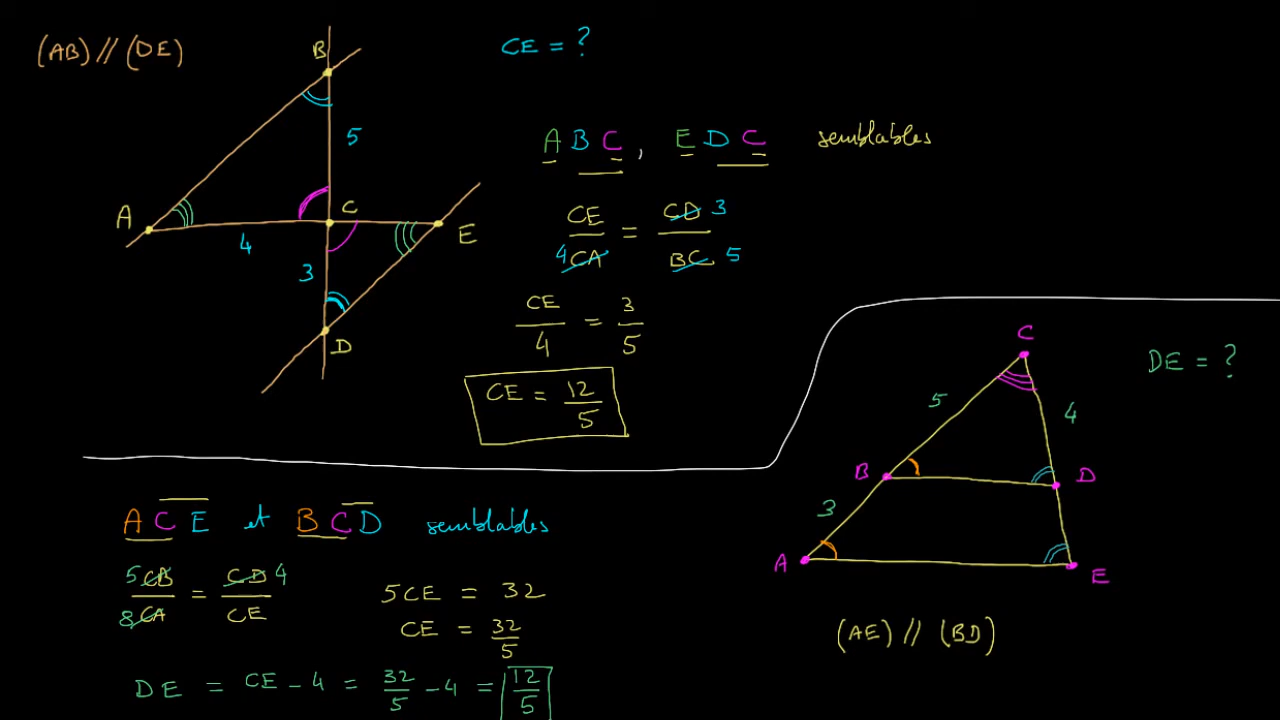 (AB) // (DE)
B
5
A
C
4
E
3
D
CE = ?
ABC, EDC semblables
CE/CA = CD/BC
4 3 5
CE/4 = 3/5
CE = 12/5
DE = ?
C
5
4
B
D
3
A
E
(AE) // (BD)
ACE et BCD semblables
CB/CA = CD/CE
5 8 4
5CE = 32
CE = 32/5
DE = CE - 4 = 32/5 - 4 = 12/5